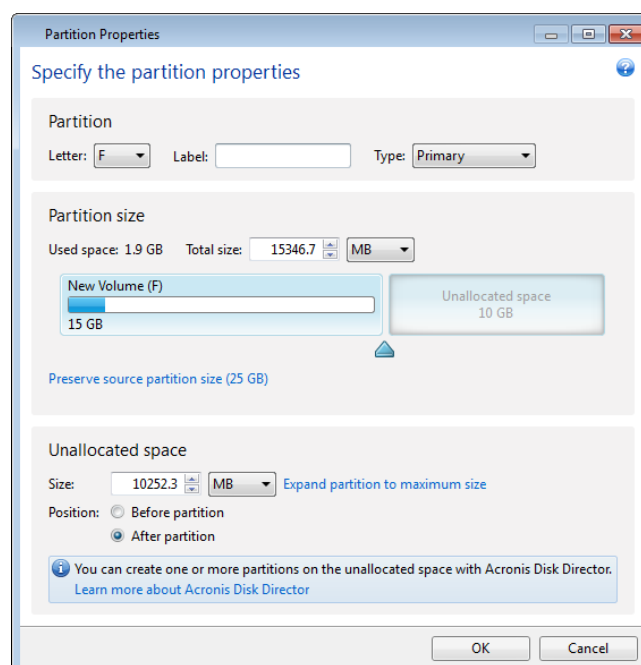 Partition Properties
Specify the partition properties
Partition
Letter: F Label: Type: Primary
Partition size
Used space: 1.9 GB Total size: 15346.7 MB
New Volume (F)
15 GB
Unallocated space
10 GB
Preserve source partition size (25 GB)
Unallocated space
Size: 10252.3 MB Expand partition to maximum size
Position: Before partition
After partition
You can create one or more partitions on the unallocated space with Acronis Disk Director.
Learn more about Acronis Disk Director
OK Cancel